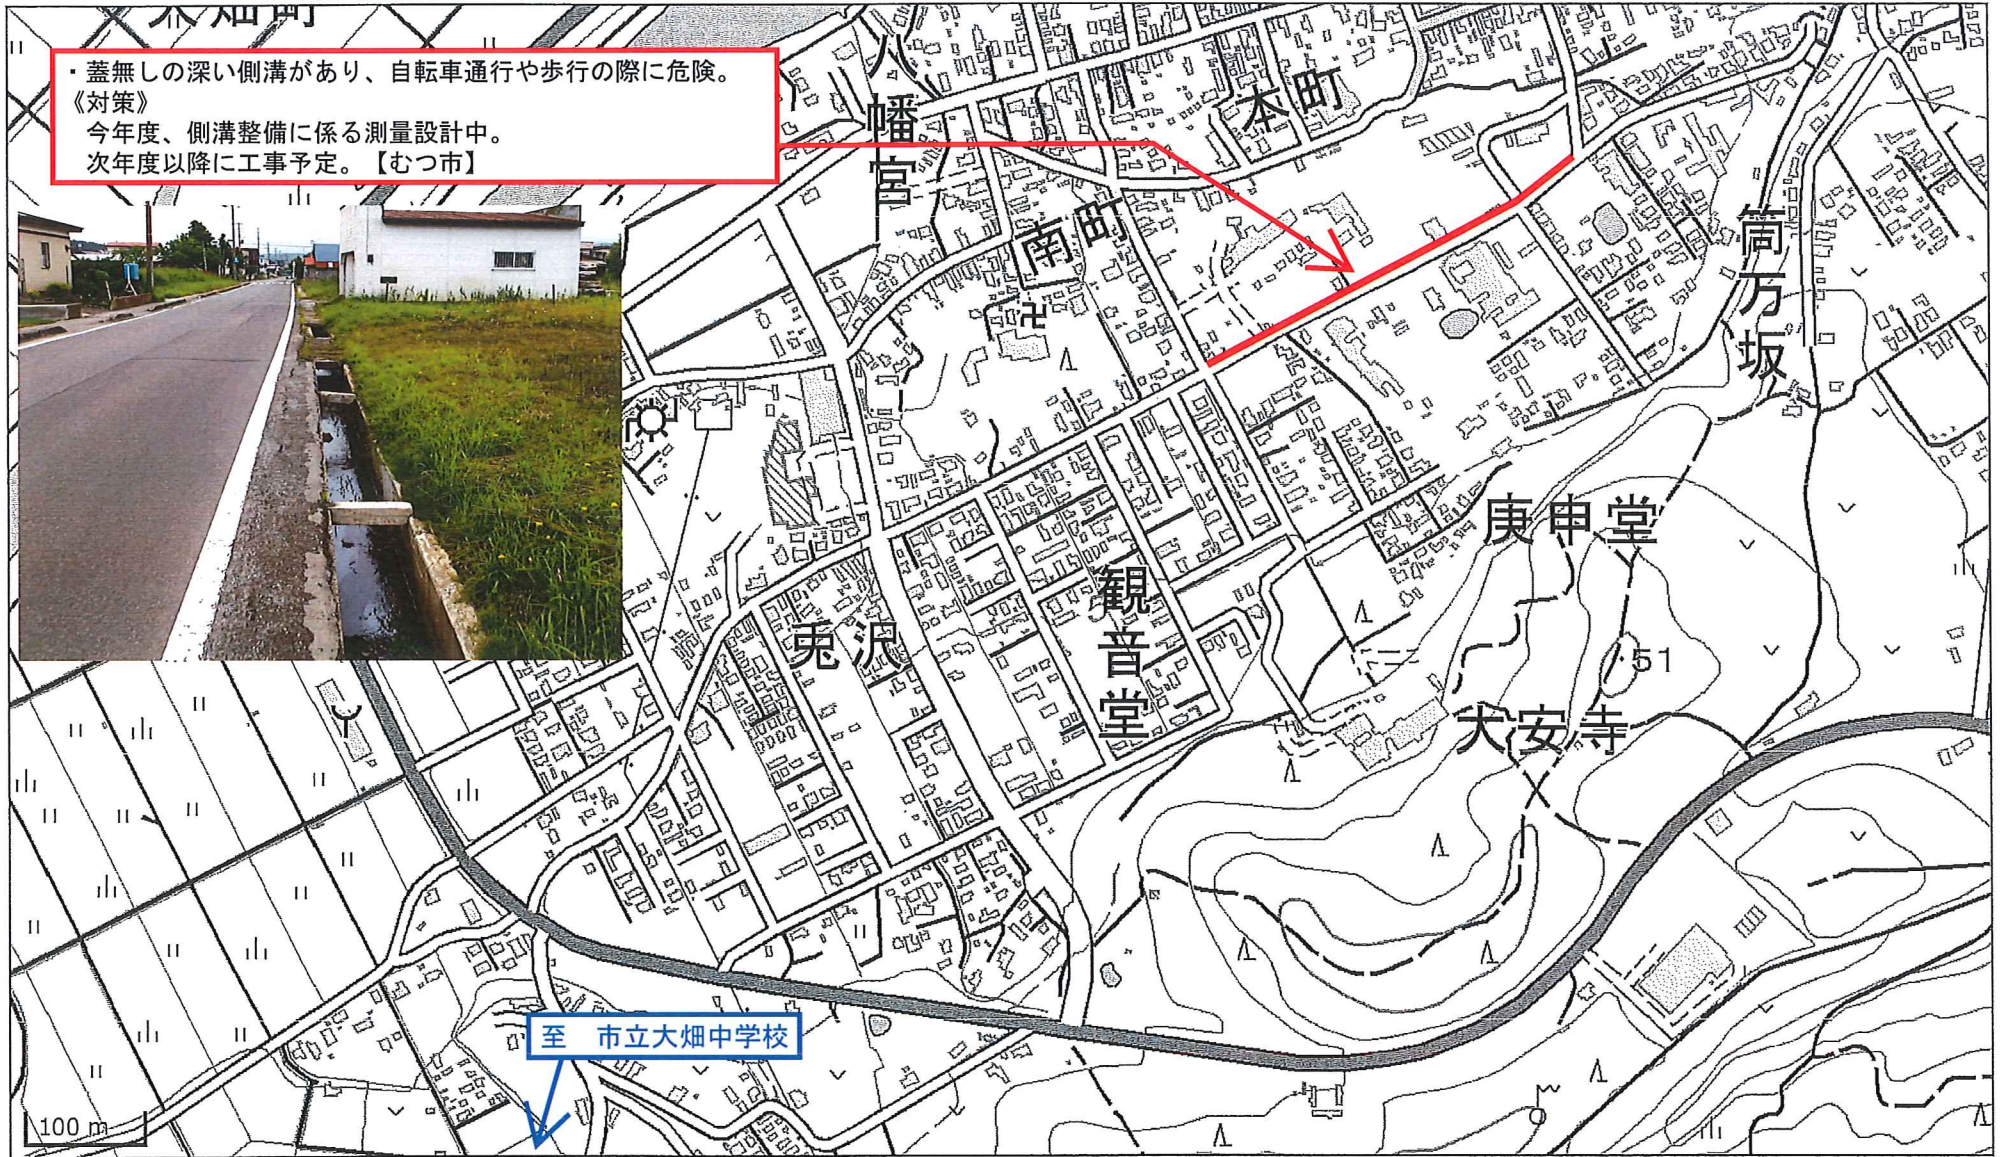 ・蓋無しの深い側溝があり、自転車通行や歩行の際に危険。
《対策》
今年度、側溝整備に係る測量設計中。
次年度以降に工事予定。【むつ市】
八幡宮
本町
南町
筒万坂
庚申堂
観音堂
兎沢
・51
大安寺
至　市立大畑中学校
100 m